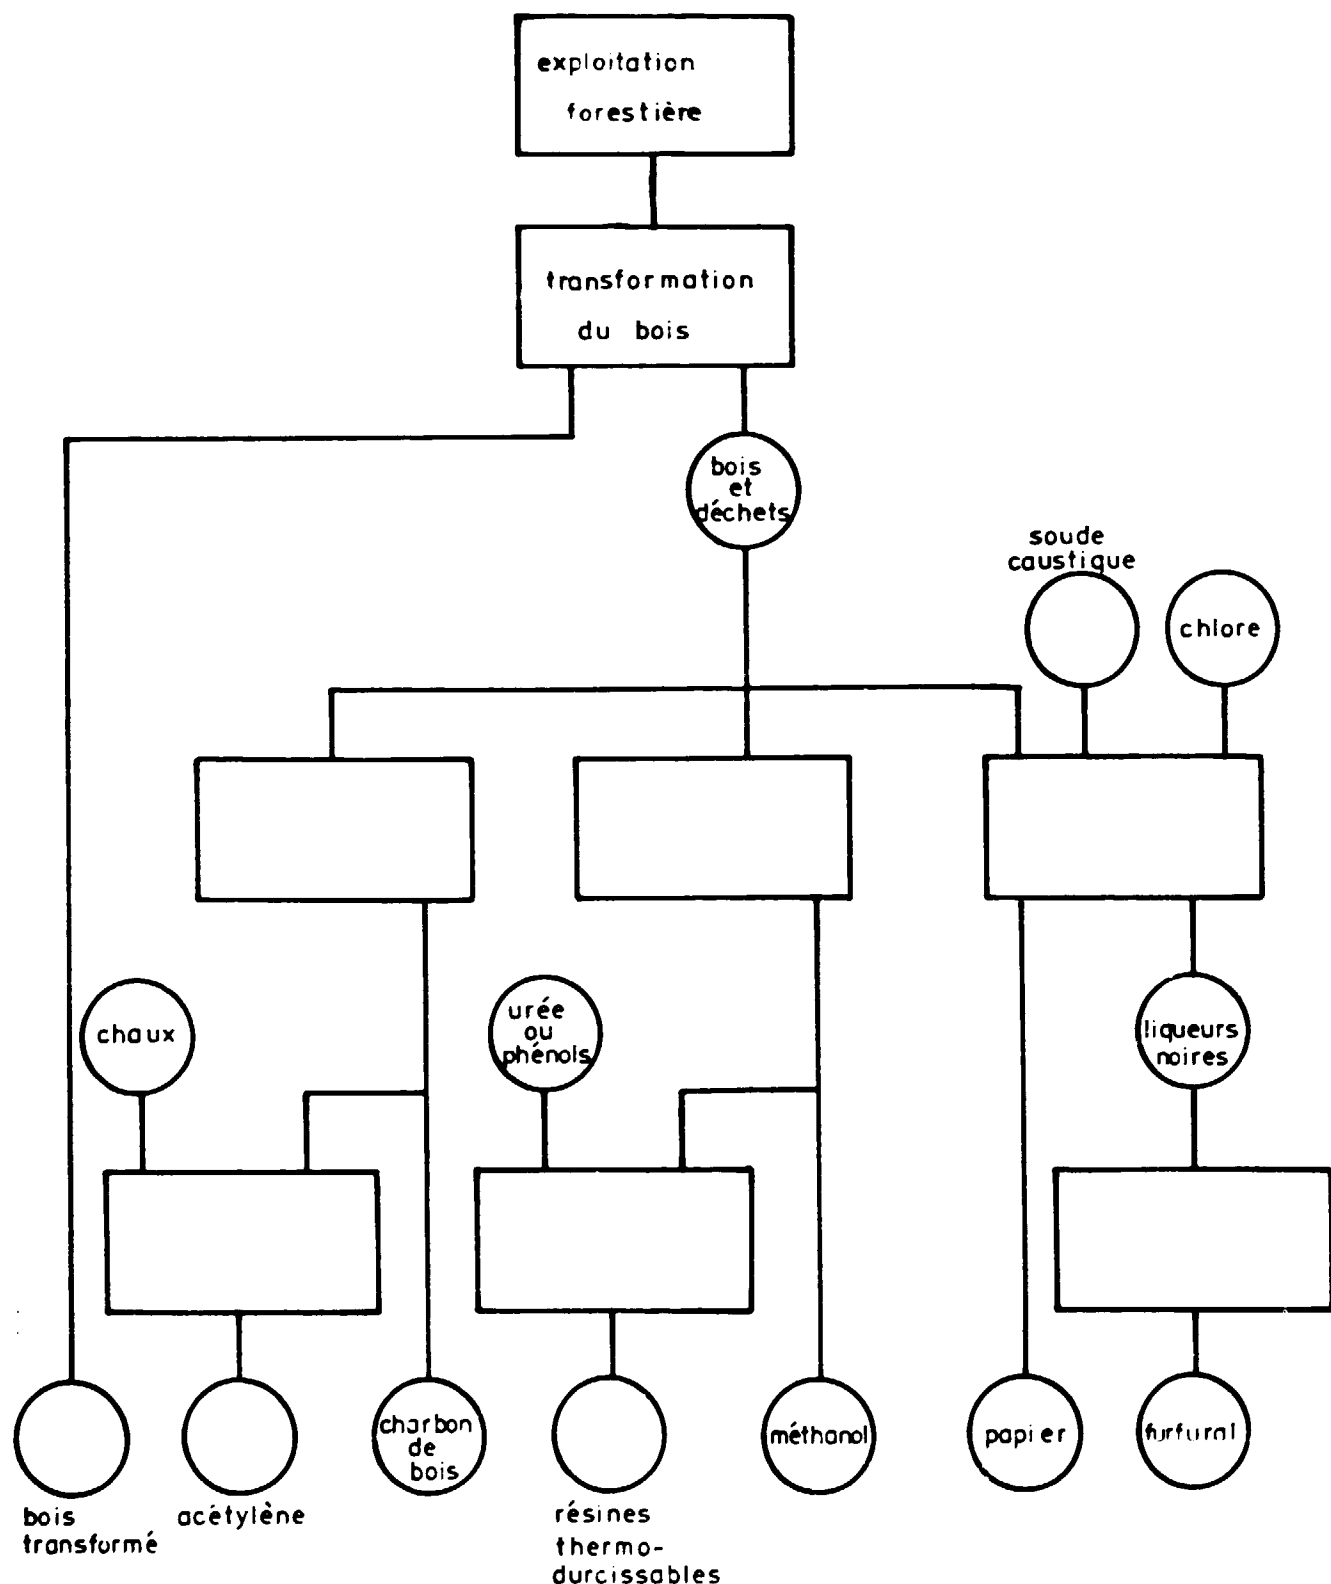 exploitation
forestière
transformation
du bois
bois
et
déchets
soude
caustique
chlore
chaux
urée
ou
phénols
liqueurs
noires
charbon
de
bois
méthanol
papier
furfural
bois
transformé
acétylène
résines
thermo-
durcissables